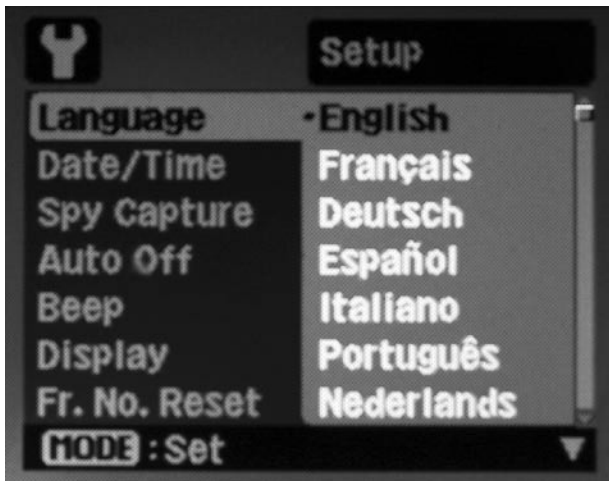 Setup
Language ·English
Date/Time Français
Spy Capture Deutsch
Auto Off Español
Beep Italiano
Display Português
Fr. No. Reset Nederlands
MODE :Set